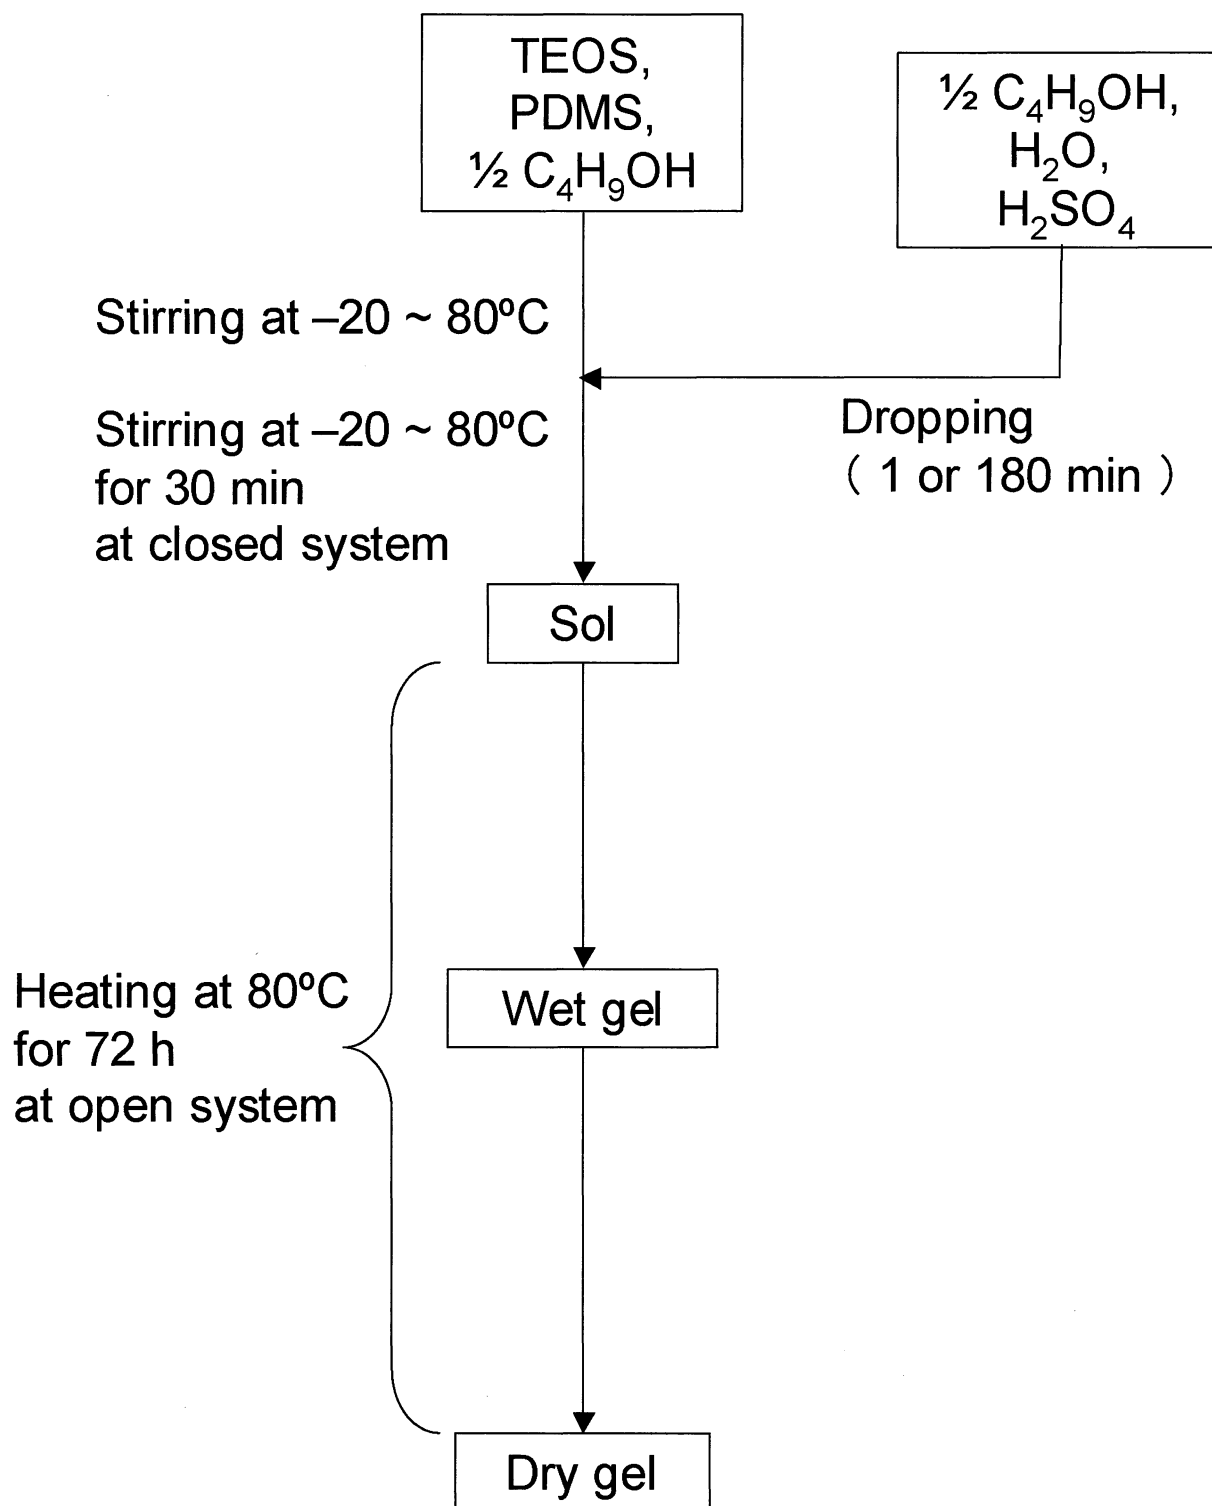 TEOS,
PDMS,
½ C₄H₉OH
½ C₄H₉OH,
H₂O,
H₂SO₄
Stirring at –20 ~ 80ºC
Stirring at –20 ~ 80ºC
for 30 min
at closed system
Dropping
( 1 or 180 min )
Sol
Heating at 80ºC
for 72 h
at open system
Wet gel
Dry gel